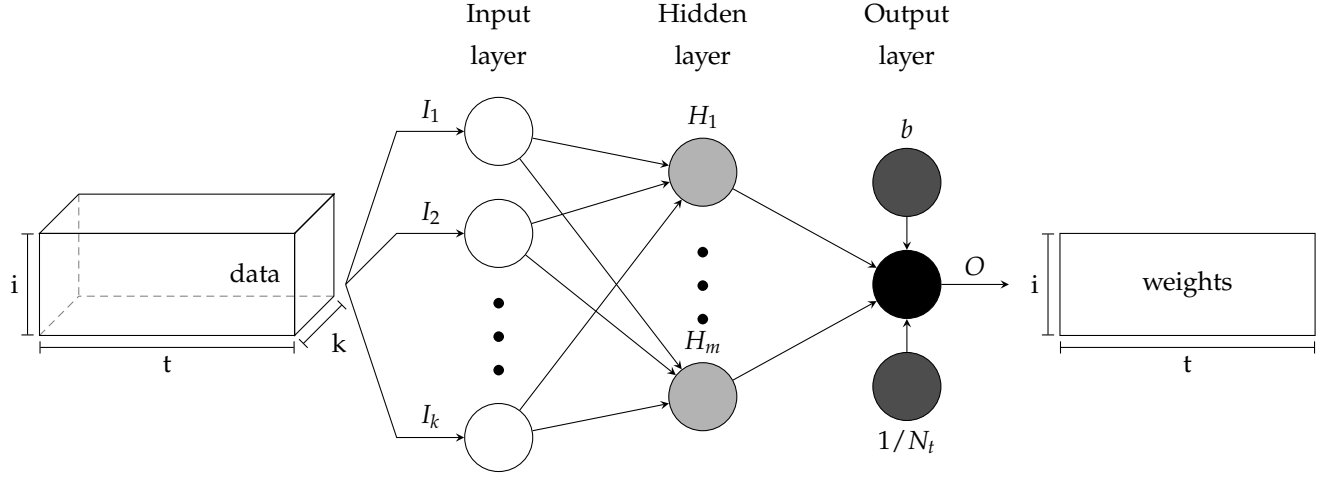 Input
layer
Hidden
layer
Output
layer
I₁
I₂
Iₖ
H₁
Hₘ
b
1/Nₜ
O
data
i
t
k
weights
i
t